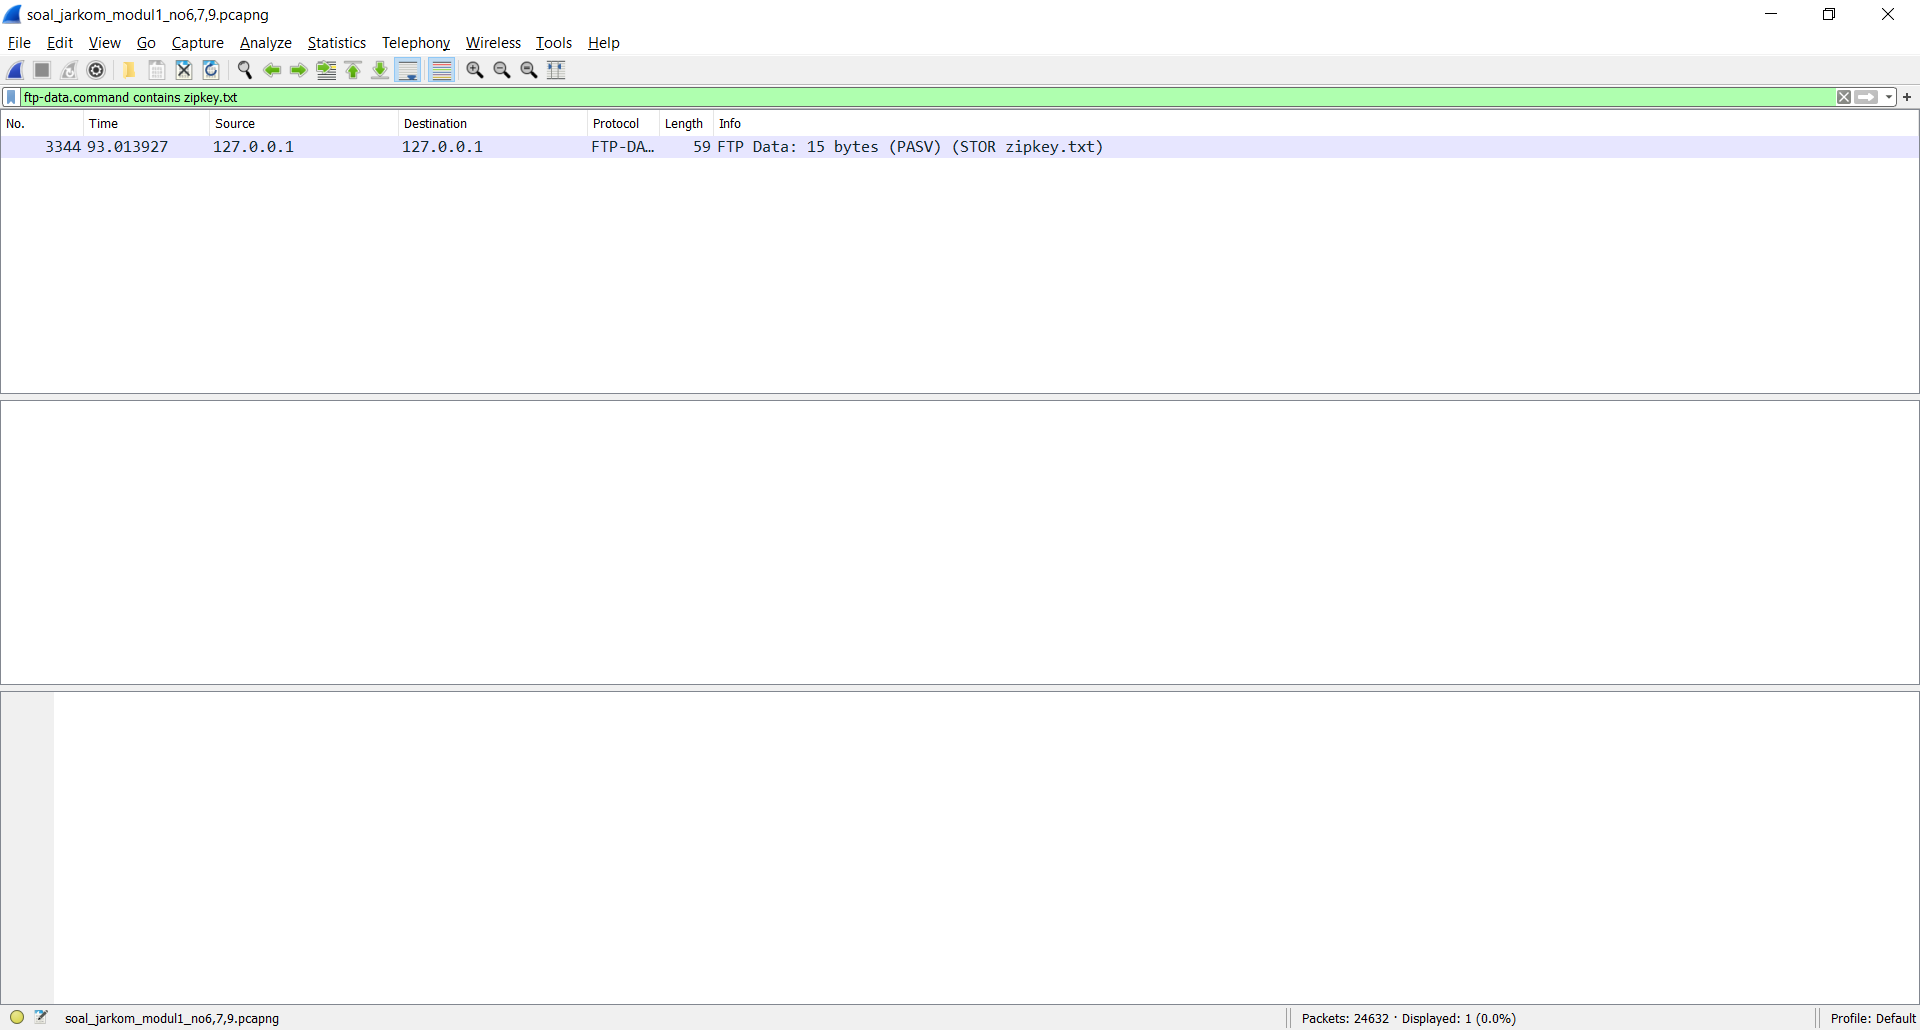 soal_jarkom_modul1_no6,7,9.pcapng
File Edit View Go Capture Analyze Statistics Telephony Wireless Tools Help
ftp-data.command contains zipkey.txt
No. Time Source Destination Protocol Length Info
3344 93.013927 127.0.0.1 127.0.0.1 FTP-DA… 59 FTP Data: 15 bytes (PASV) (STOR zipkey.txt)
soal_jarkom_modul1_no6,7,9.pcapng Packets: 24632 · Displayed: 1 (0.0%) Profile: Default